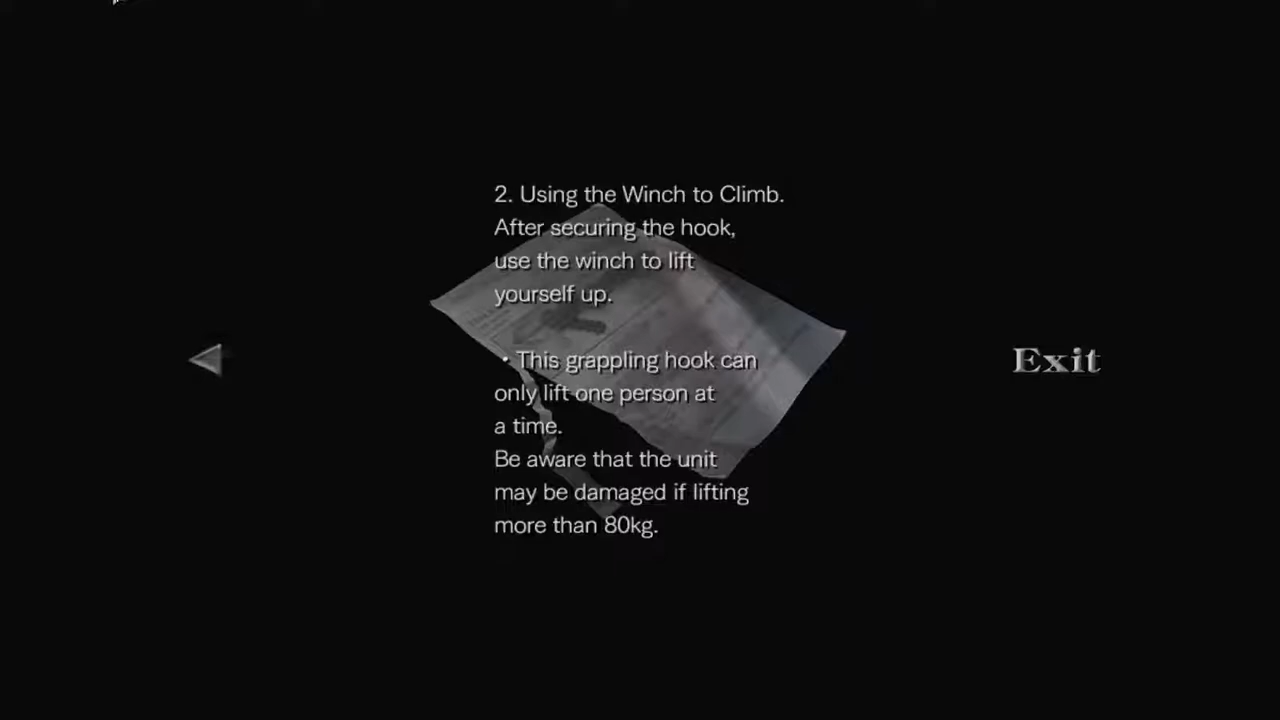 2. Using the Winch to Climb.
After securing the hook,
use the winch to lift
yourself up.
• This grappling hook can
only lift one person at
a time.
Be aware that the unit
may be damaged if lifting
more than 80kg.
Exit